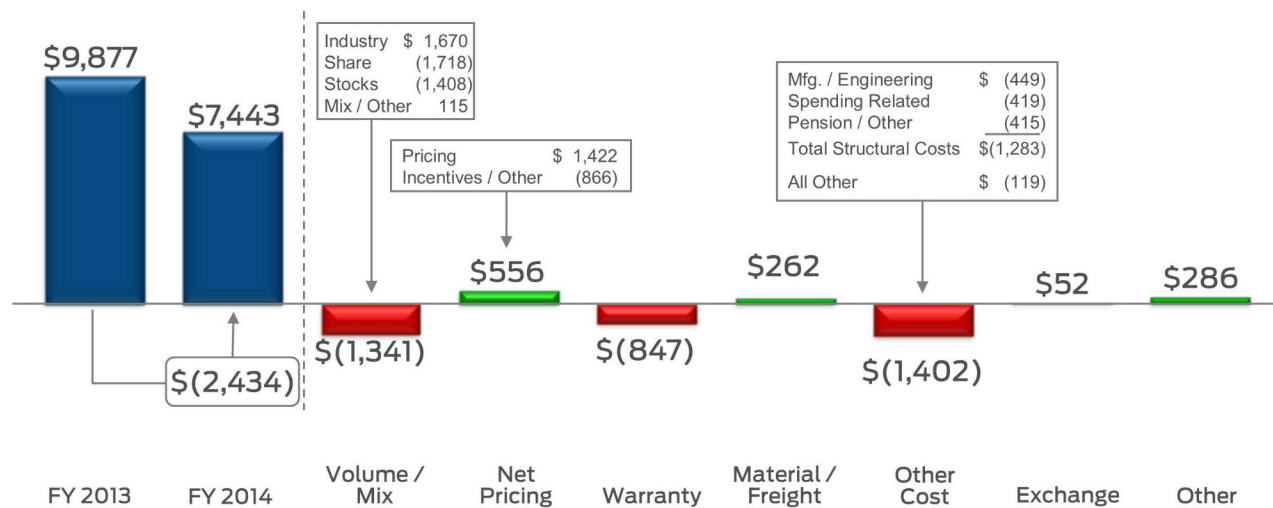 $9,877
$7,443
$(2,434)
Industry $ 1,670
Share (1,718)
Stocks (1,408)
Mix / Other 115
Pricing $ 1,422
Incentives / Other (866)
Mfg. / Engineering $ (449)
Spending Related (419)
Pension / Other (415)
Total Structural Costs $(1,283)
All Other $ (119)
$(1,341)
$556
$(847)
$262
$(1,402)
$52
$286
FY 2013
FY 2014
Volume /
Mix
Net
Pricing
Warranty
Material /
Freight
Other
Cost
Exchange
Other